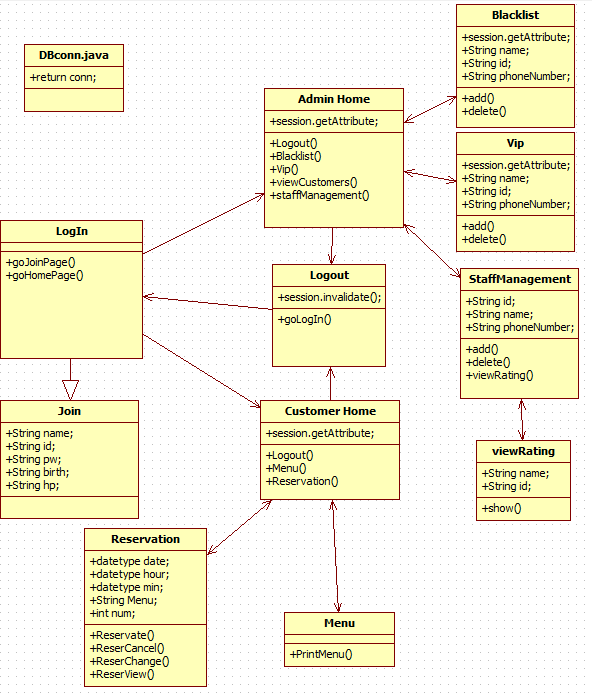 DBconn.java
+return conn;
Admin Home
+session.getAttribute;
+Logout()
+Blacklist()
+Vip()
+viewCustomers()
+staffManagement()
Blacklist
+session.getAttribute;
+String name;
+String id;
+String phoneNumber;
+add()
+delete()
Vip
+session.getAttribute;
+String name;
+String id;
+String phoneNumber;
+add()
+delete()
LogIn
+goJoinPage()
+goHomePage()
Logout
+session.invalidate();
+goLogIn()
StaffManagement
+String id;
+String name;
+String phoneNumber;
+add()
+delete()
+viewRating()
Join
+String name;
+String id;
+String pw;
+String birth;
+String hp;
Customer Home
+session.getAttribute;
+Logout()
+Menu()
+Reservation()
viewRating
+String name;
+String id;
+show()
Reservation
+datetype date;
+datetype hour;
+datetype min;
+String Menu;
+int num;
+Reservate()
+ReserCancel()
+ReserChange()
+ReserView()
Menu
+PrintMenu()